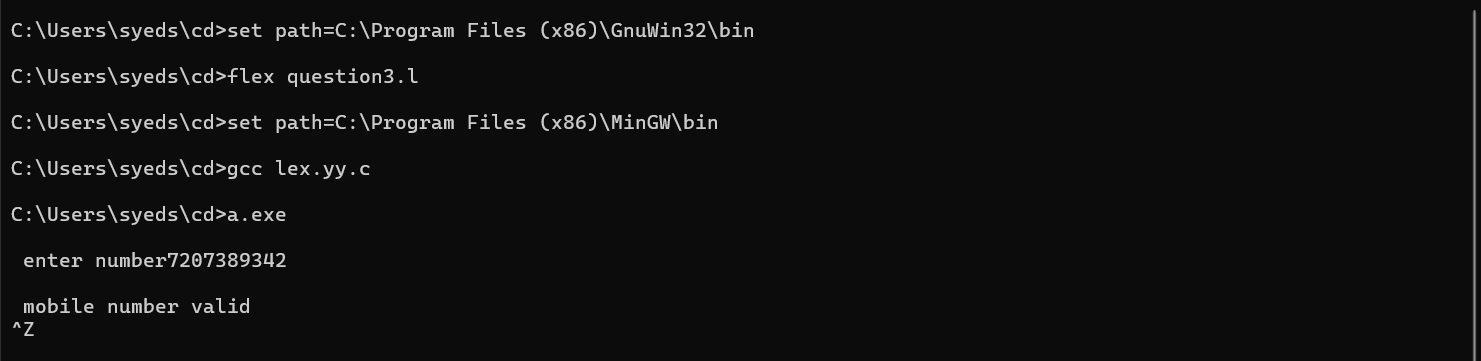 C:\Users\syeds\cd>set path=C:\Program Files (x86)\GnuWin32\bin
C:\Users\syeds\cd>flex question3.l
C:\Users\syeds\cd>set path=C:\Program Files (x86)\MinGW\bin
C:\Users\syeds\cd>gcc lex.yy.c
C:\Users\syeds\cd>a.exe
enter number7207389342
mobile number valid
^Z